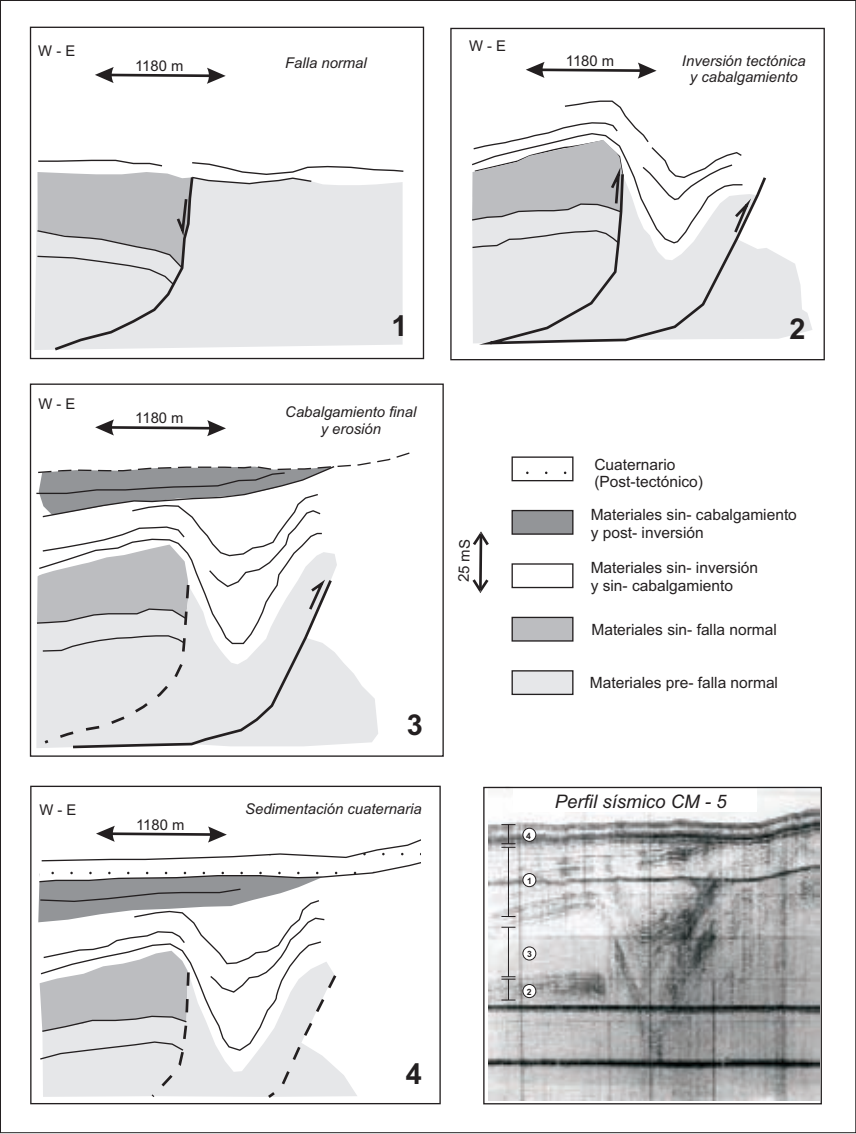 W - E
1180 m
Falla normal
1
W - E
1180 m
Inversión tectónica
y cabalgamiento
2
W - E
1180 m
Cabalgamiento final
y erosión
3
25 mS
Cuaternario
(Post-tectónico)
Materiales sin- cabalgamiento
y post- inversión
Materiales sin- inversión
y sin- cabalgamiento
Materiales sin- falla normal
Materiales pre- falla normal
W - E
1180 m
Sedimentación cuaternaria
4
Perfil sísmico CM - 5
4
1
3
2